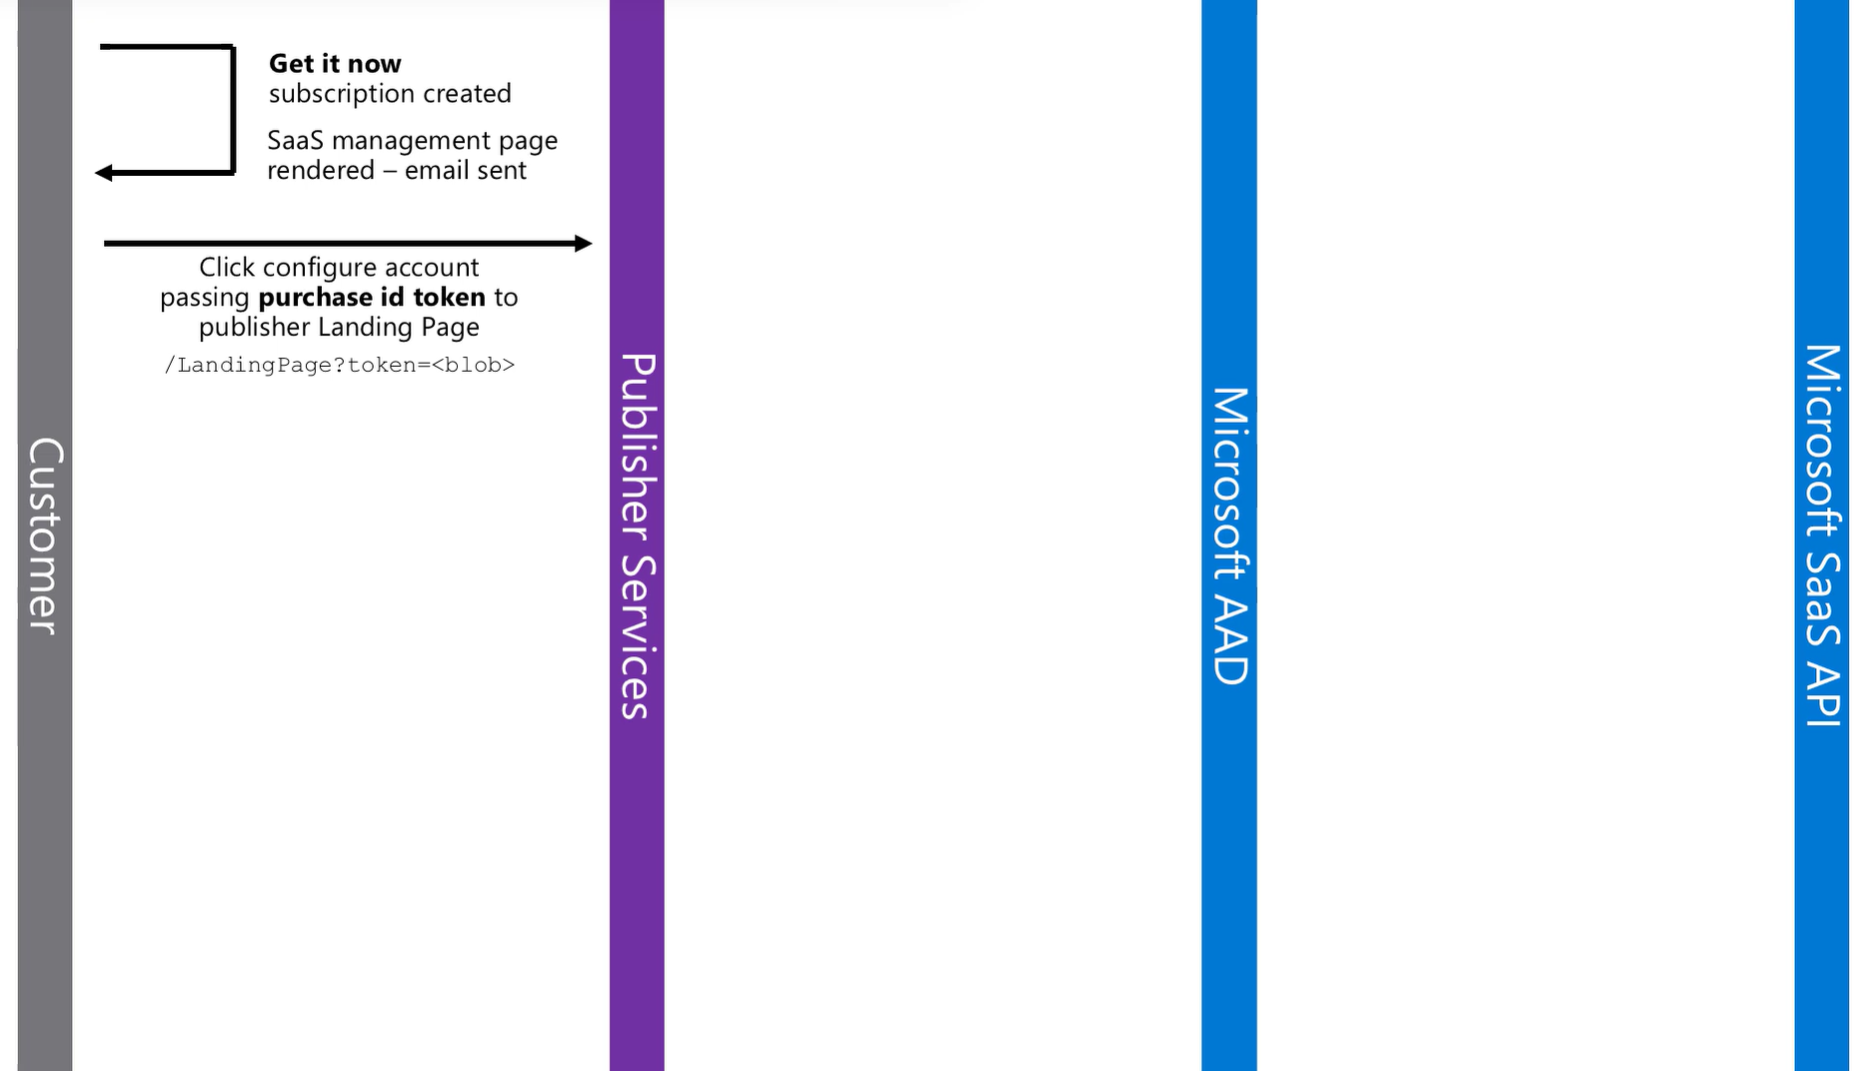 Get it now
subscription created
SaaS management page
rendered – email sent
Click configure account
passing purchase id token to
publisher Landing Page
/LandingPage?token=<blob>
Customer
Publisher Services
Microsoft AAD
Microsoft SaaS API